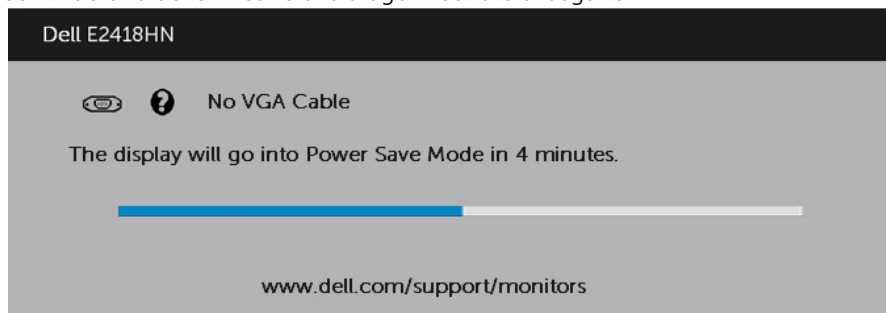 Dell E2418HN
No VGA Cable
The display will go into Power Save Mode in 4 minutes.
www.dell.com/support/monitors